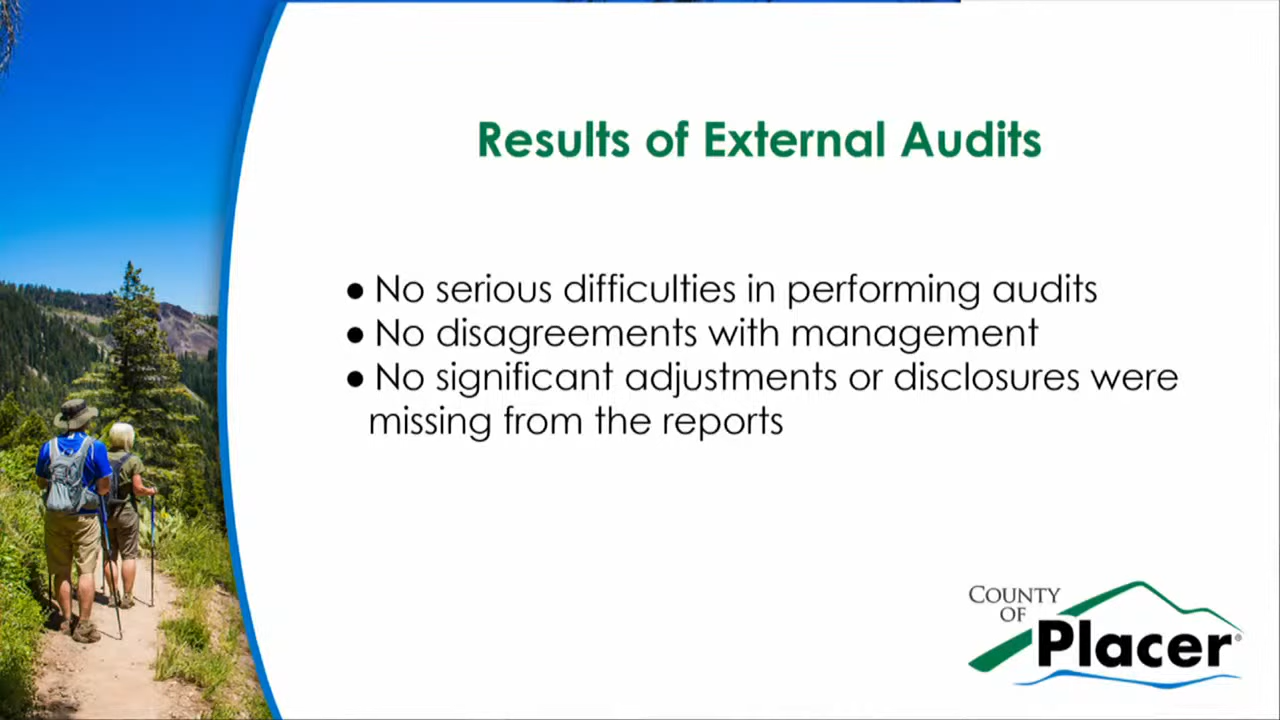 Results of External Audits
● No serious difficulties in performing audits
● No disagreements with management
● No significant adjustments or disclosures were
missing from the reports
COUNTY
OF
Placer®